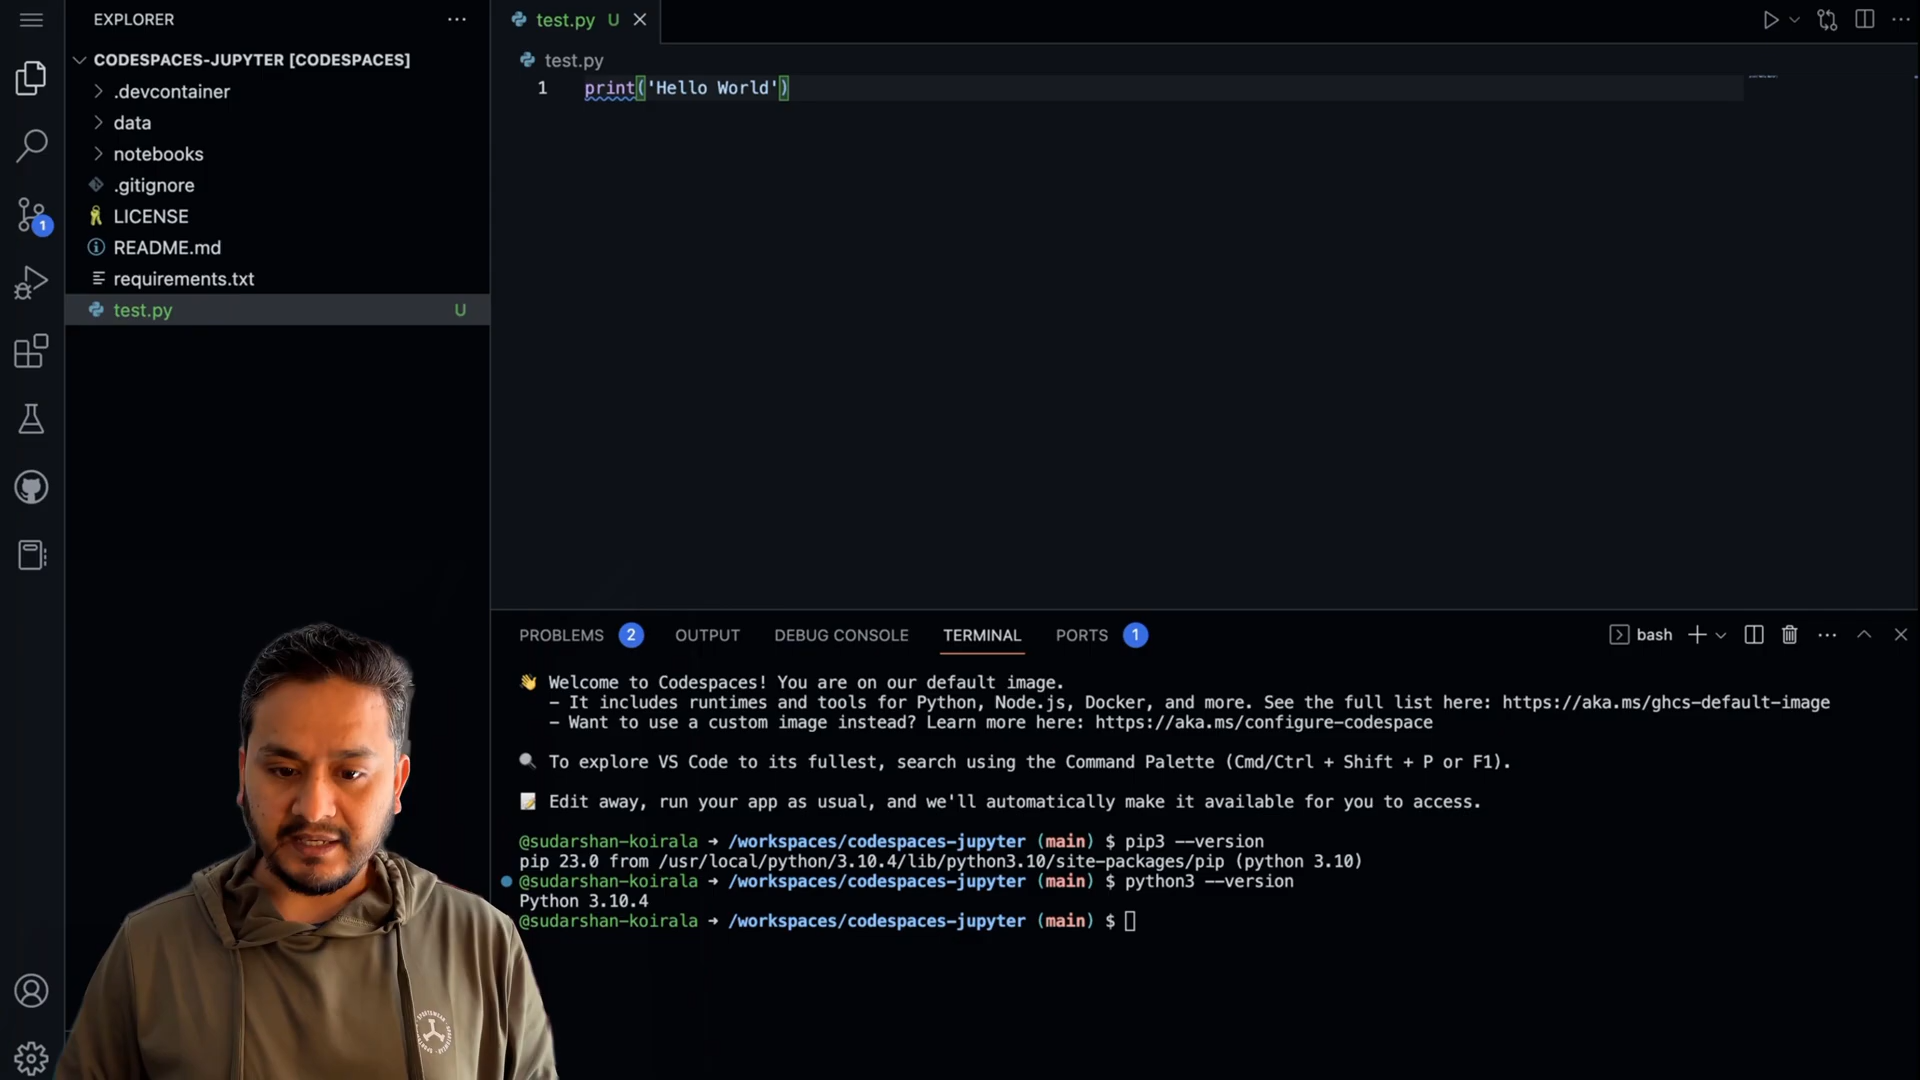 EXPLORER
CODESPACES-JUPYTER [CODESPACES]
.devcontainer
data
notebooks
.gitignore
LICENSE
README.md
requirements.txt
test.py U
1
test.py U
test.py
1 print('Hello World')
PROBLEMS 2 OUTPUT DEBUG CONSOLE TERMINAL PORTS 1 bash
👋 Welcome to Codespaces! You are on our default image.
- It includes runtimes and tools for Python, Node.js, Docker, and more. See the full list here: https://aka.ms/ghcs-default-image
- Want to use a custom image instead? Learn more here: https://aka.ms/configure-codespace
🔍 To explore VS Code to its fullest, search using the Command Palette (Cmd/Ctrl + Shift + P or F1).
📝 Edit away, run your app as usual, and we'll automatically make it available for you to access.
@sudarshan-koirala ➜ /workspaces/codespaces-jupyter (main) $ pip3 --version
pip 23.0 from /usr/local/python/3.10.4/lib/python3.10/site-packages/pip (python 3.10)
@sudarshan-koirala ➜ /workspaces/codespaces-jupyter (main) $ python3 --version
Python 3.10.4
@sudarshan-koirala ➜ /workspaces/codespaces-jupyter (main) $